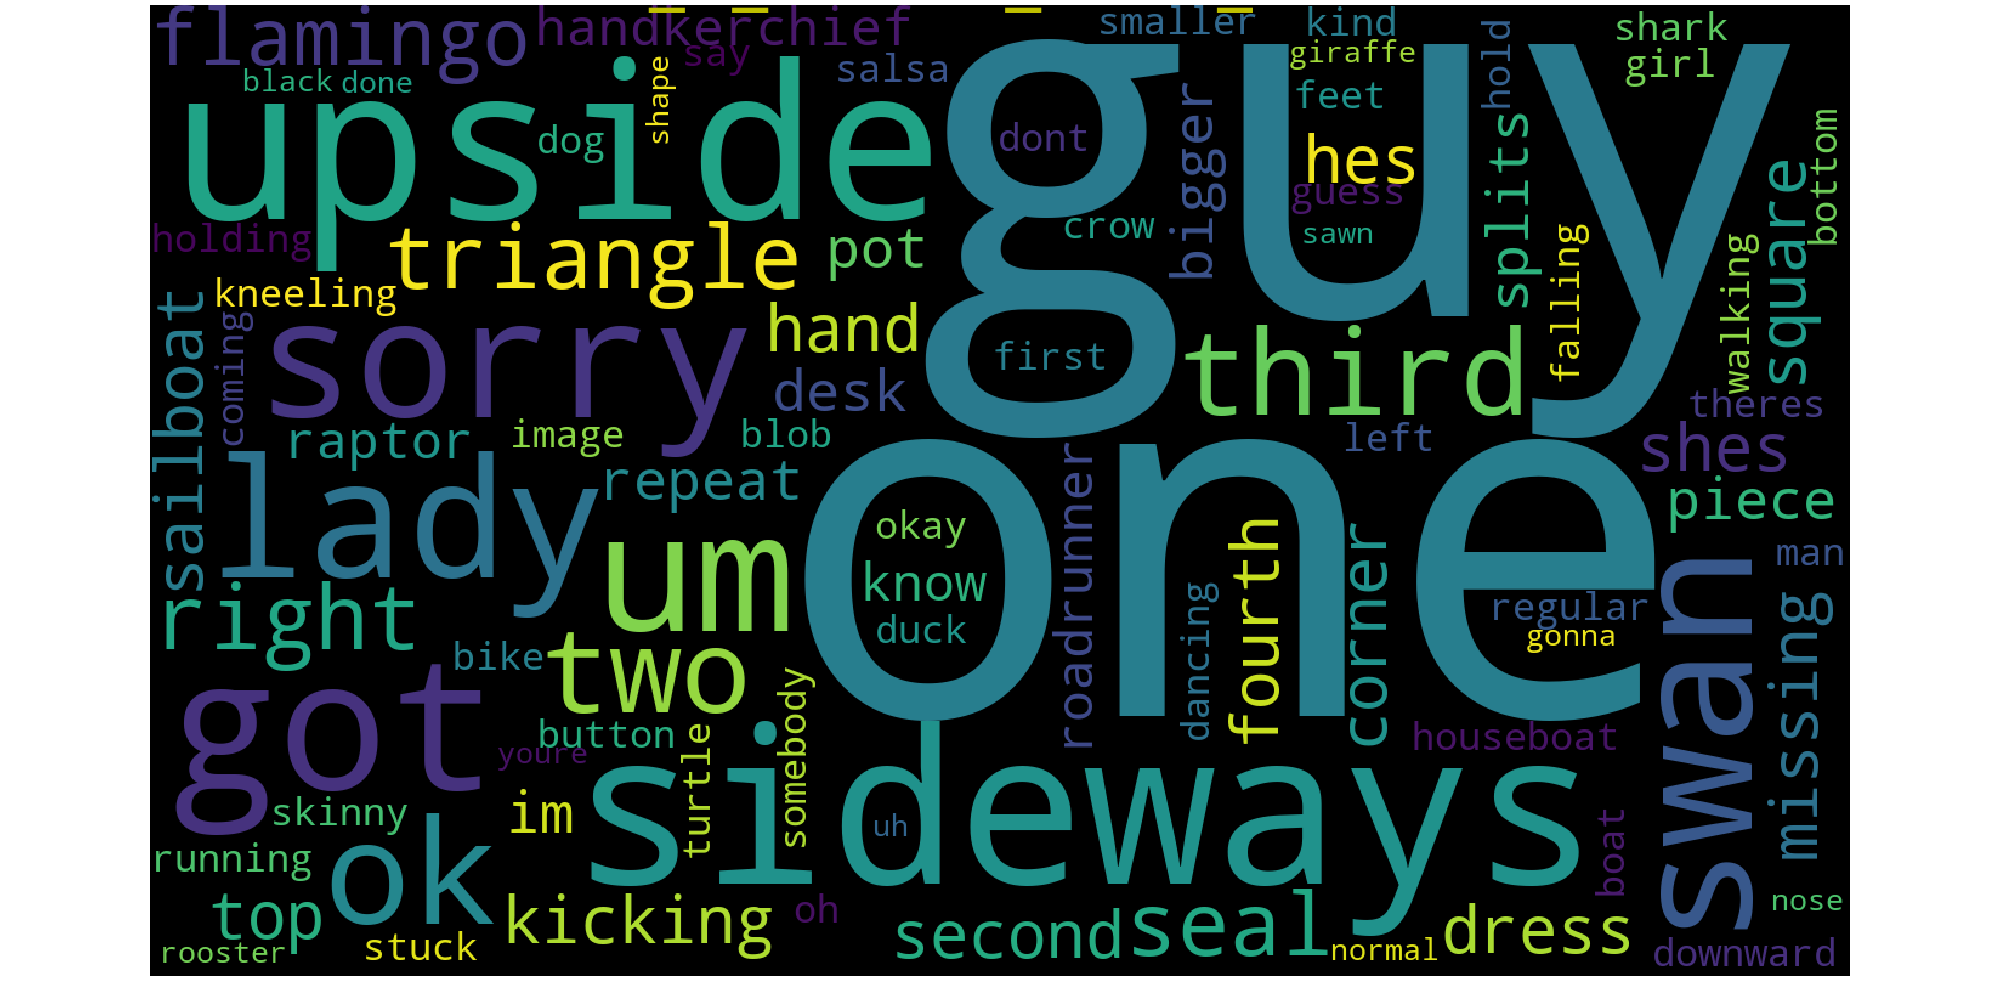 flamingo
handkerchief
say
smaller
kind
giraffe
hold
shark
girl
black
done
shape
salsa
upside
dog
guy
dont
bigger
feet
hes
guess
splits
bottom
square
holding
triangle
pot
crow
sawn
falling
walking
kneeling
sailboat
coming
sorry
hand
desk
first
third
theres
raptor
image
blob
left
shes
lady
repeat
one
okay
know
duck
roadrunner
fourth
corner
piece
man
um
right
two
bike
dancing
regular
gonna
swan
missing
got
button
youre
turtle
somebody
sideways
houseboat
skinny
im
uh
boat
running
ok
top
kicking
oh
second
seal
dress
nose
rooster
stuck
normal
downward